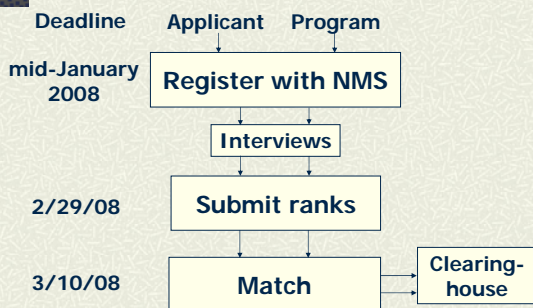 Deadline Applicant Program
mid-January
2008
Register with NMS
Interviews
2/29/08
Submit ranks
3/10/08
Match
Clearing-
house